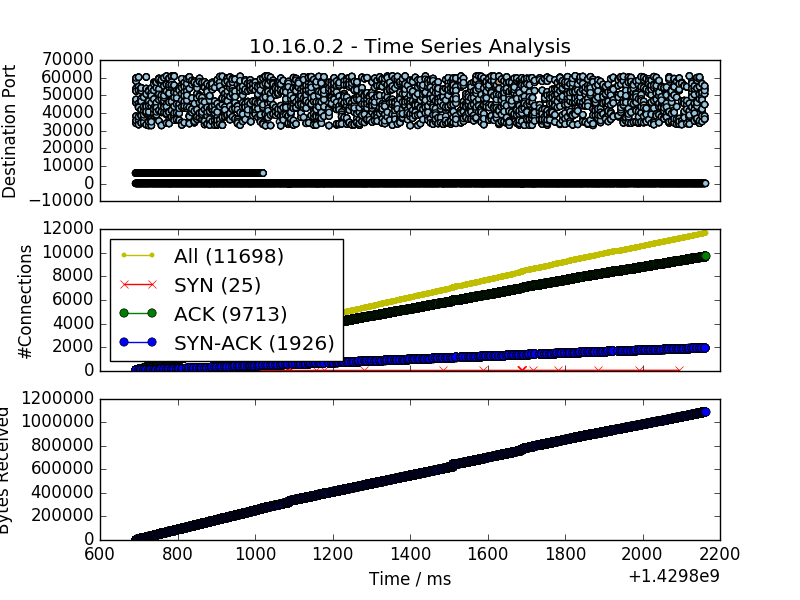 10.16.0.2 - Time Series Analysis
70000
60000
50000
40000
30000
20000
10000
0
−10000
Destination Port
12000
10000
8000
6000
4000
2000
0
#Connections
All (11698)
SYN (25)
ACK (9713)
SYN-ACK (1926)
1200000
1000000
800000
600000
400000
200000
0
Bytes Received
600 800 1000 1200 1400 1600 1800 2000 2200
Time / ms
+1.4298e9